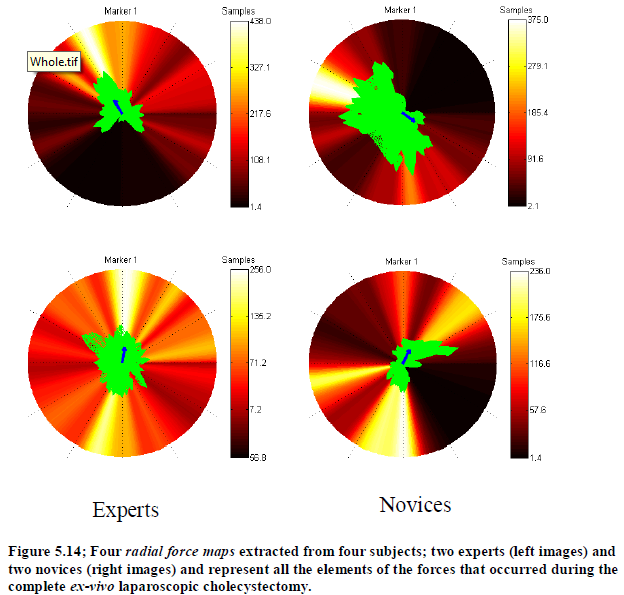 Marker 1 Samples
438.0
327.1
217.6
108.1
1.4
Whole.tif
Marker 1 Samples
375.0
279.1
185.4
91.6
2.1
Marker 1 Samples
256.0
135.2
71.2
7.2
Marker 1 Samples
236.0
175.6
116.6
57.6
1.4
Experts
Novices
Figure 5.14; Four radial force maps extracted from four subjects; two experts (left images) and
two novices (right images) and represent all the elements of the forces that occurred during the
complete ex-vivo laparoscopic cholecystectomy.